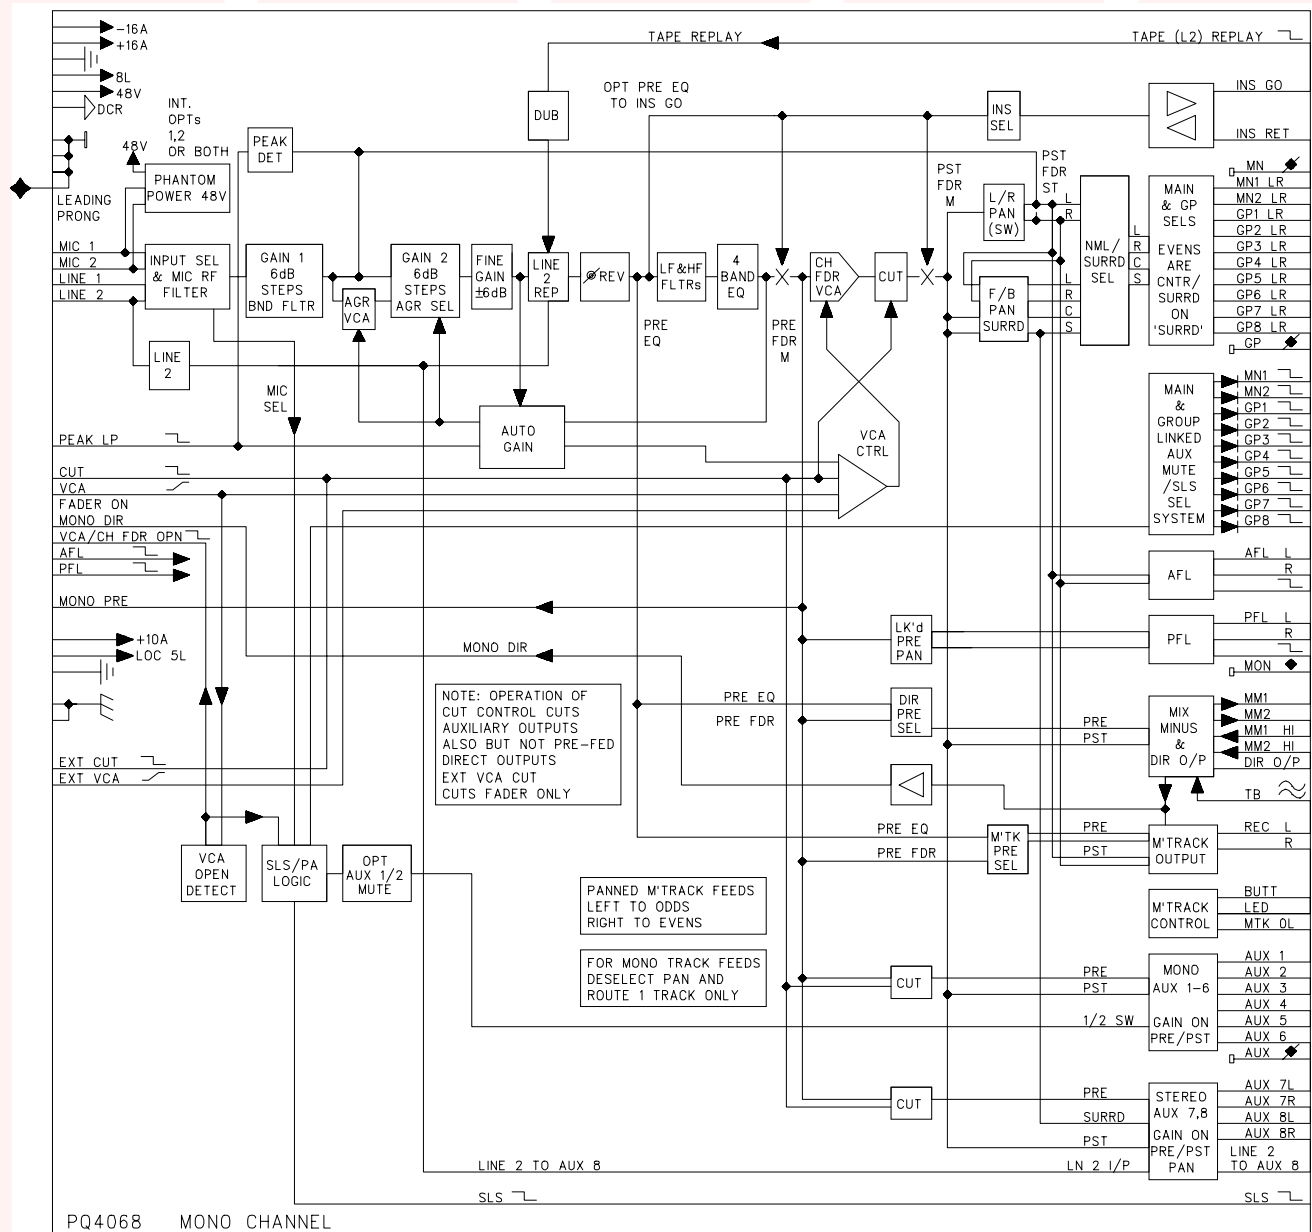 -16A
+16A
8L
48V
DCR
LEADING
PRONG
INT.
OPTs
1,2
OR BOTH
48V
PHANTOM
POWER 48V
PEAK
DET
TAPE REPLAY
TAPE (L2) REPLAY
DUB
OPT PRE EQ
TO INS GO
INS
SEL
INS GO
INS RET
MIC 1
MIC 2
LINE 1
LINE 2
INPUT SEL
& MIC RF
FILTER
GAIN 1
6dB
STEPS
BND FLTR
AGR
VCA
GAIN 2
6dB
STEPS
AGR SEL
FINE
GAIN
±6dB
LINE
2
REP
øREV
LF&HF
FLTRs
4
BAND
EQ
CH
FDR
VCA
CUT
PRE
EQ
PRE
FDR
M
PST
FDR
M
PST
FDR
ST
L/R
PAN
(SW)
L
R
F/B
PAN
SURRD
L
R
C
S
NML/
SURRD
SEL
L
R
C
S
MAIN
& GP
SELS
EVENS
ARE
CNTR/
SURRD
ON
'SURRD'
MN
MN1 LR
MN2 LR
GP1 LR
GP2 LR
GP3 LR
GP4 LR
GP5 LR
GP6 LR
GP7 LR
GP8 LR
GP
LINE
2
MIC
SEL
AUTO
GAIN
VCA
CTRL
MAIN
&
GROUP
LINKED
AUX
MUTE
/SLS
SEL
SYSTEM
MN1
MN2
GP1
GP2
GP3
GP4
GP5
GP6
GP7
GP8
PEAK LP
CUT
VCA
FADER ON
MONO DIR
VCA/CH FDR OPN
AFL
PFL
MONO PRE
AFL
AFL L
R
+10A
LOC 5L
MONO DIR
LK'd
PRE
PAN
PFL
PFL L
R
MON
NOTE: OPERATION OF
CUT CONTROL CUTS
AUXILIARY OUTPUTS
ALSO BUT NOT PRE-FED
DIRECT OUTPUTS
EXT VCA CUT
CUTS FADER ONLY
PRE EQ
PRE FDR
DIR
PRE
SEL
PRE
PST
MIX
MINUS
&
DIR O/P
MM1
MM2
MM1 HI
MM2 HI
DIR O/P
TB
EXT CUT
EXT VCA
VCA
OPEN
DETECT
SLS/PA
LOGIC
OPT
AUX 1/2
MUTE
PRE EQ
PRE FDR
M'TK
PRE
SEL
PRE
PST
M'TRACK
OUTPUT
REC L
R
PANNED M'TRACK FEEDS
LEFT TO ODDS
RIGHT TO EVENS
M'TRACK
CONTROL
BUTT
LED
MTK OL
FOR MONO TRACK FEEDS
DESELECT PAN AND
ROUTE 1 TRACK ONLY
CUT
PRE
PST
1/2 SW
MONO
AUX 1-6
GAIN ON
PRE/PST
AUX 1
AUX 2
AUX 3
AUX 4
AUX 5
AUX 6
AUX
CUT
PRE
SURRD
PST
LN 2 I/P
STEREO
AUX 7,8
GAIN ON
PRE/PST
PAN
AUX 7L
AUX 7R
AUX 8L
AUX 8R
LINE 2
TO AUX 8
LINE 2 TO AUX 8
SLS
SLS
PQ4068 MONO CHANNEL